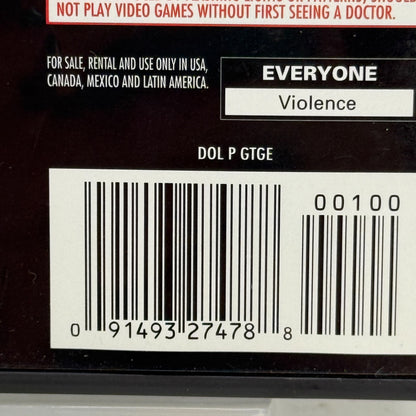 NOT PLAY VIDEO GAMES WITHOUT FIRST SEEING A DOCTOR.
FOR SALE, RENTAL AND USE ONLY IN USA,
CANADA, MEXICO AND LATIN AMERICA.
EVERYONE
Violence
DOL P GTGE
00100
0 91493 27478 8